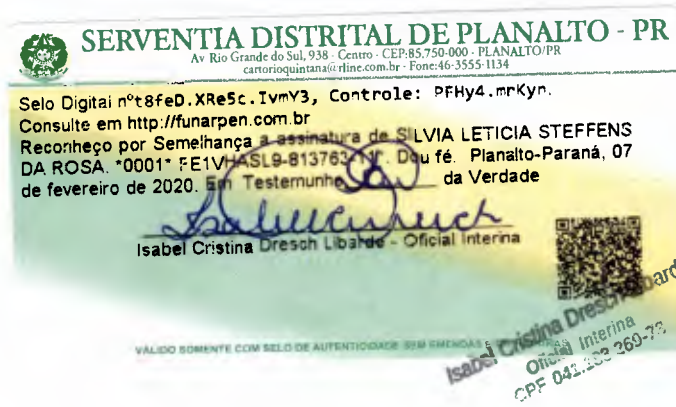 SERVENTIA DISTRITAL DE PLANALTO - PR
Av Rio Grande do Sul, 938 - Centro - CEP:85.750-000 - PLANALTO/PR
cartorioquintana@rline.com.br - Fone:46-3555-1134
Selo Digital nºt8feD.XRe5c.IvmY3, Controle: PFHy4.mrKyn.
Consulte em http://funarpen.com.br
Reconheço por Semelhança a assinatura de SILVIA LETICIA STEFFENS
DA ROSA. *0001* FE1VHASL9-813763 Dou fé. Planalto-Paraná, 07
de fevereiro de 2020. Em Testemunho da Verdade
Isabel Cristina Dresch Libardo - Oficial Interina
VÁLIDO SOMENTE COM SELO DE AUTENTICIDADE SEM EMENDAS
Isabel Cristina Dresch
Oficial Interina
CPF